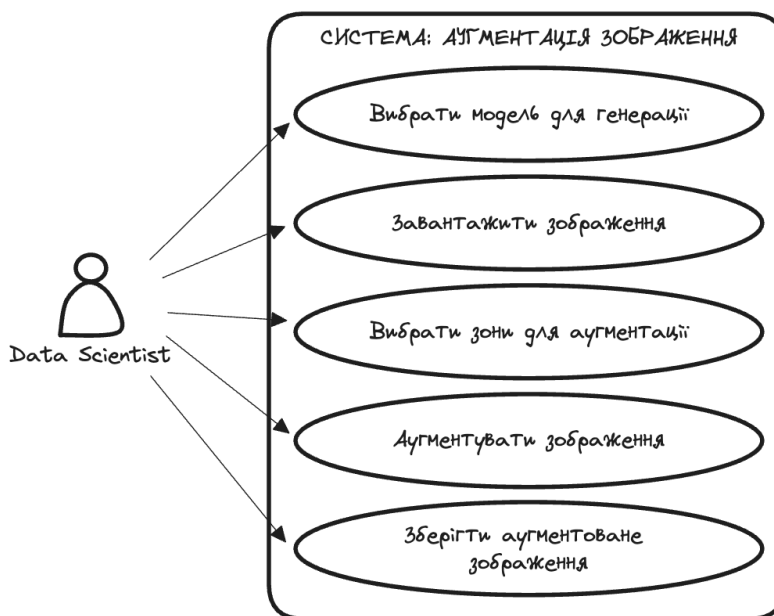 СИСТЕМА: АУГМЕНТАЦІЯ ЗОБРАЖЕННЯ
Вибрати модель для генерації
Завантажити зображення
Вибрати зони для аугментації
Data Scientist
Аугментувати зображення
Зберігти аугментоване
зображення